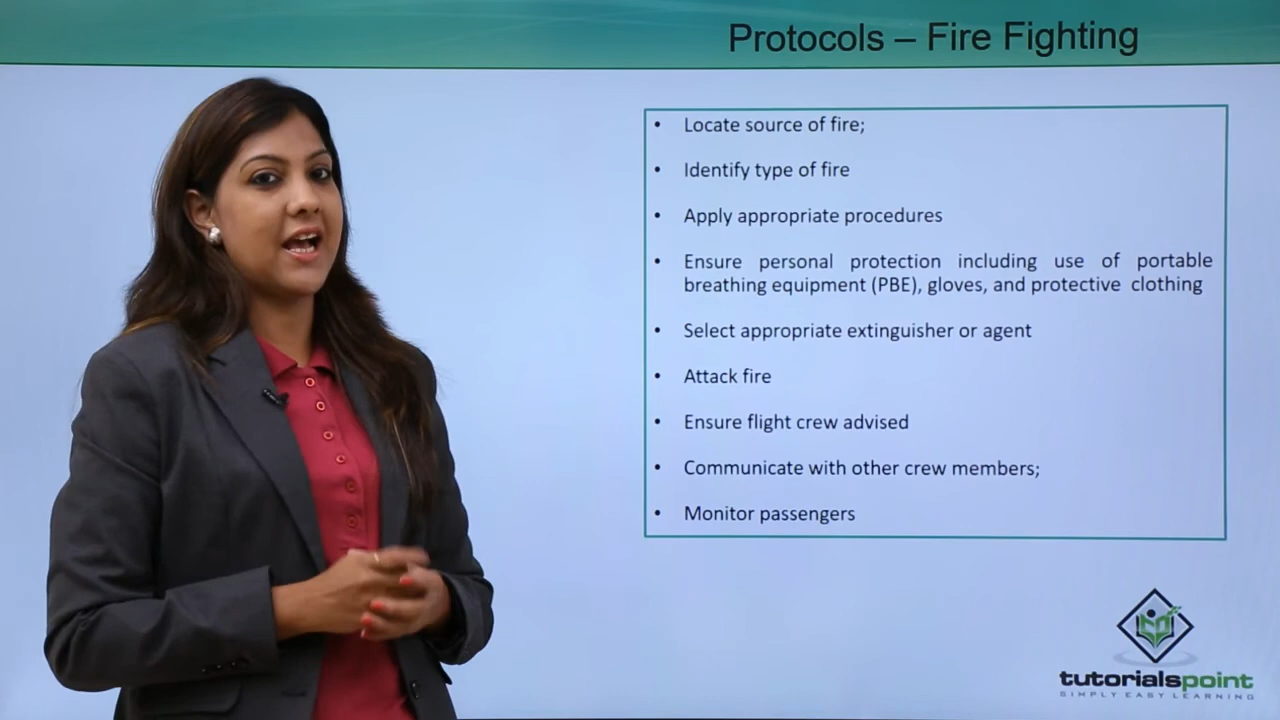 Protocols – Fire Fighting
• Locate source of fire;
• Identify type of fire
• Apply appropriate procedures
• Ensure personal protection including use of portable
breathing equipment (PBE), gloves, and protective clothing
• Select appropriate extinguisher or agent
• Attack fire
• Ensure flight crew advised
• Communicate with other crew members;
• Monitor passengers
tutorialspoint
SIMPLY EASY LEARNING